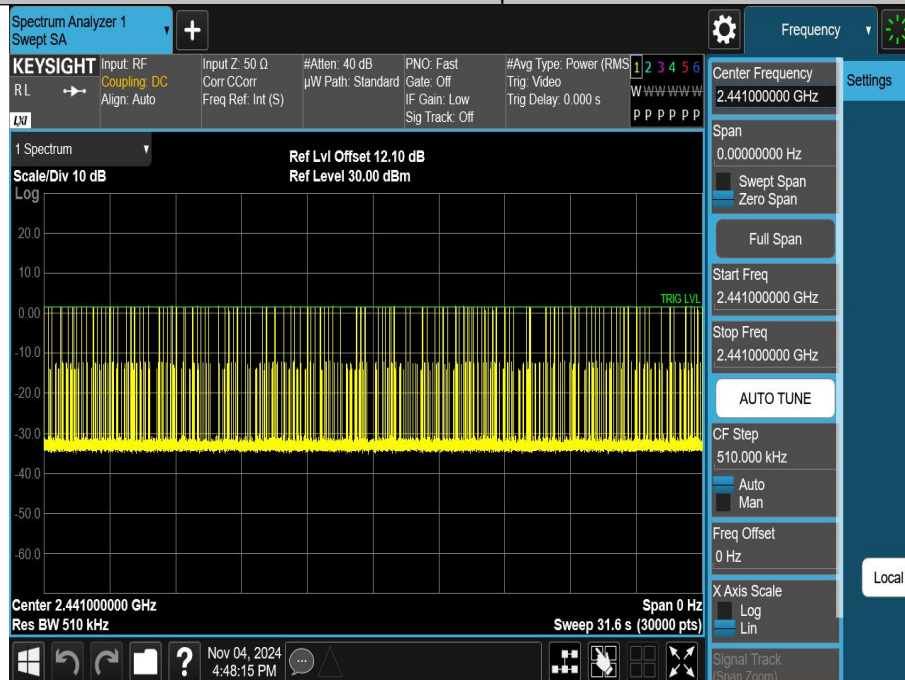 Spectrum Analyzer 1
Swept SA
Frequency
KEYSIGHT
RL
LXI
Input: RF
Coupling: DC
Align: Auto
Input Z: 50 Ω
Corr CCorr
Freq Ref: Int (S)
#Atten: 40 dB
µW Path: Standard
PNO: Fast
Gate: Off
IF Gain: Low
Sig Track: Off
#Avg Type: Power (RMS
Trig: Video
Trig Delay: 0.000 s
1 2 3 4 5 6
W W W W W W
P P P P P P
1 Spectrum
Scale/Div 10 dB
Ref Lvl Offset 12.10 dB
Ref Level 30.00 dBm
Log
20.0
10.0
TRIG LVL
0.00
-10.0
-20.0
-30.0
-40.0
-50.0
-60.0
Center 2.441000000 GHz
Res BW 510 kHz
Span 0 Hz
Sweep 31.6 s (30000 pts)
Nov 04, 2024
4:48:15 PM
Center Frequency
2.441000000 GHz
Settings
Span
0.00000000 Hz
Swept Span
Zero Span
Full Span
Start Freq
2.441000000 GHz
Stop Freq
2.441000000 GHz
AUTO TUNE
CF Step
510.000 kHz
Auto
Man
Freq Offset
0 Hz
X Axis Scale
Log
Lin
Signal Track
(Span Zoom)
Local